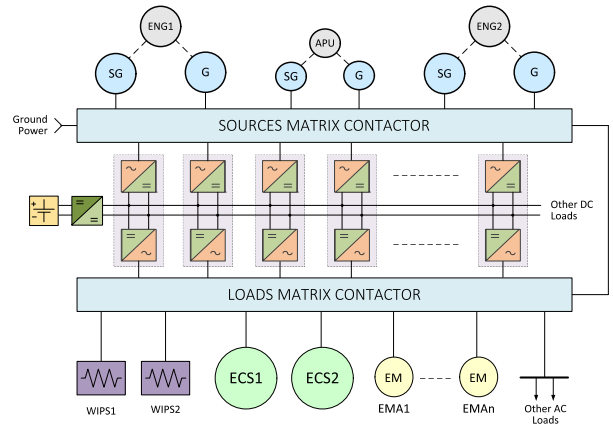 ENG1
APU
ENG2
SG
G
SG
G
SG
G
Ground
Power
SOURCES MATRIX CONTACTOR
Other DC
Loads
LOADS MATRIX CONTACTOR
WIPS1
WIPS2
ECS1
ECS2
EM
EM
EMA1
EMAn
Other AC
Loads